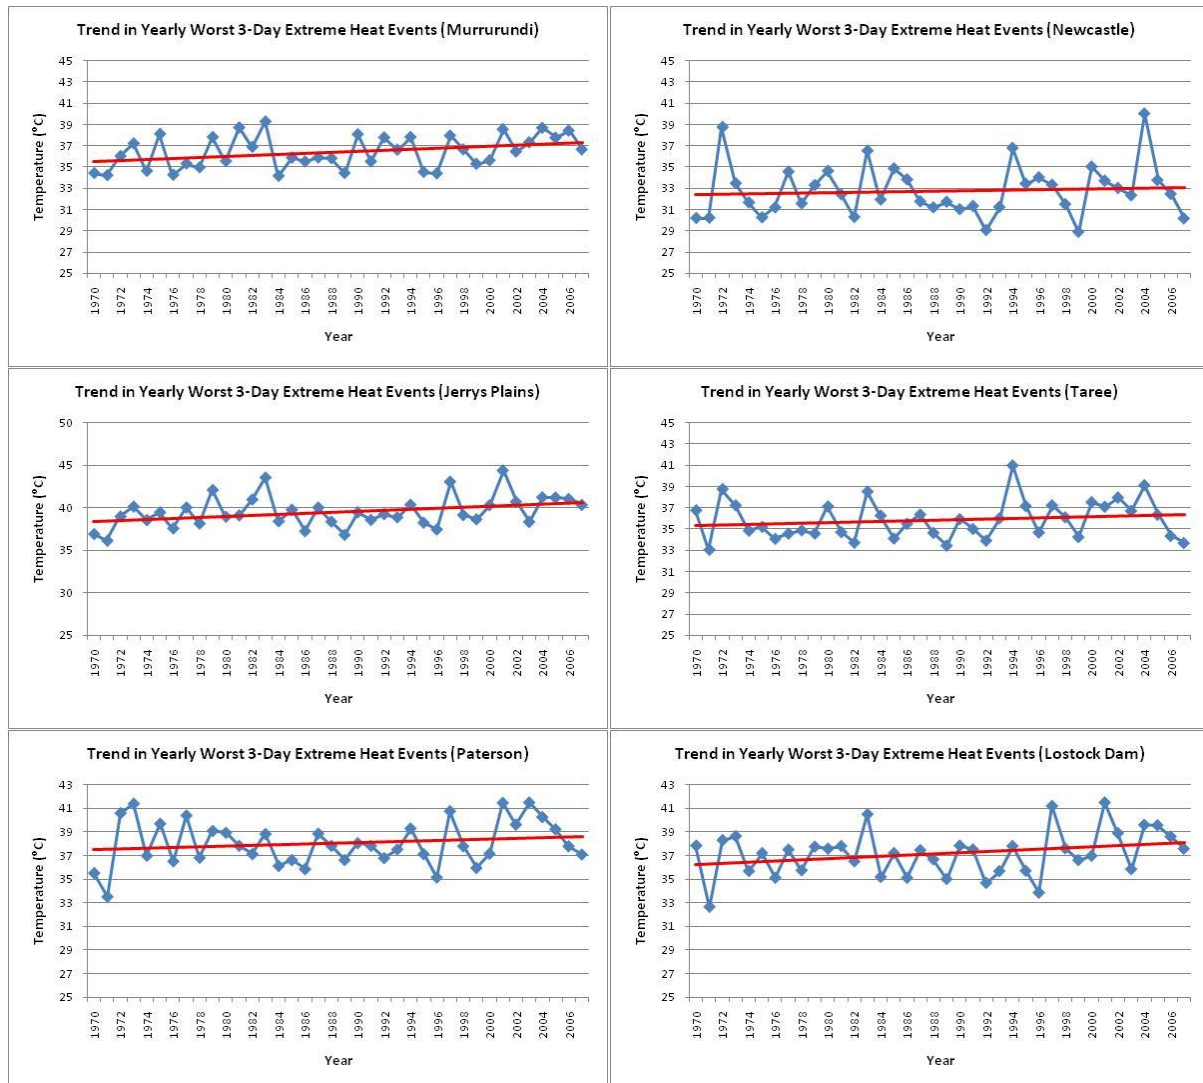 Trend in Yearly Worst 3-Day Extreme Heat Events (Murrurundi)
45
43
41
39
37
35
33
31
29
27
25
Temperature (°C)
1970 1972 1974 1976 1978 1980 1982 1984 1986 1988 1990 1992 1994 1996 1998 2000 2002 2004 2006
Year
Trend in Yearly Worst 3-Day Extreme Heat Events (Newcastle)
45
43
41
39
37
35
33
31
29
27
25
Temperature (°C)
1970 1972 1974 1976 1978 1980 1982 1984 1986 1988 1990 1992 1994 1996 1998 2000 2002 2004 2006
Year
Trend in Yearly Worst 3-Day Extreme Heat Events (Jerrys Plains)
50
45
40
35
30
25
Temperature (°C)
1970 1972 1974 1976 1978 1980 1982 1984 1986 1988 1990 1992 1994 1996 1998 2000 2002 2004 2006
Year
Trend in Yearly Worst 3-Day Extreme Heat Events (Taree)
45
43
41
39
37
35
33
31
29
27
25
Temperature (°C)
1970 1972 1974 1976 1978 1980 1982 1984 1986 1988 1990 1992 1994 1996 1998 2000 2002 2004 2006
Year
Trend in Yearly Worst 3-Day Extreme Heat Events (Paterson)
43
41
39
37
35
33
31
29
27
25
Temperature (°C)
1970 1972 1974 1976 1978 1980 1982 1984 1986 1988 1990 1992 1994 1996 1998 2000 2002 2004 2006
Year
Trend in Yearly Worst 3-Day Extreme Heat Events (Lostock Dam)
43
41
39
37
35
33
31
29
27
25
Temperature (°C)
1970 1972 1974 1976 1978 1980 1982 1984 1986 1988 1990 1992 1994 1996 1998 2000 2002 2004 2006
Year